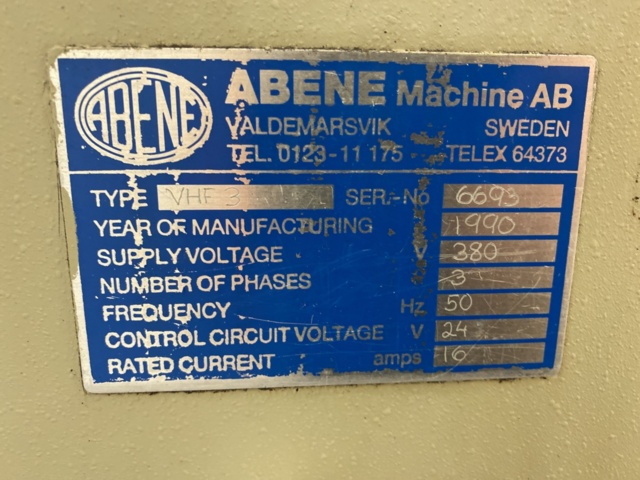 ABENE
ABENE Machine AB
VALDEMARSVIK SWEDEN
TEL. 0123-11 175 TELEX 64373
TYPE VHF 3 SER-No 6693
YEAR OF MANUFACTURING 1990
SUPPLY VOLTAGE V 380
NUMBER OF PHASES 3
FREQUENCY Hz 50
CONTROL CIRCUIT VOLTAGE V 24
RATED CURRENT amps 16